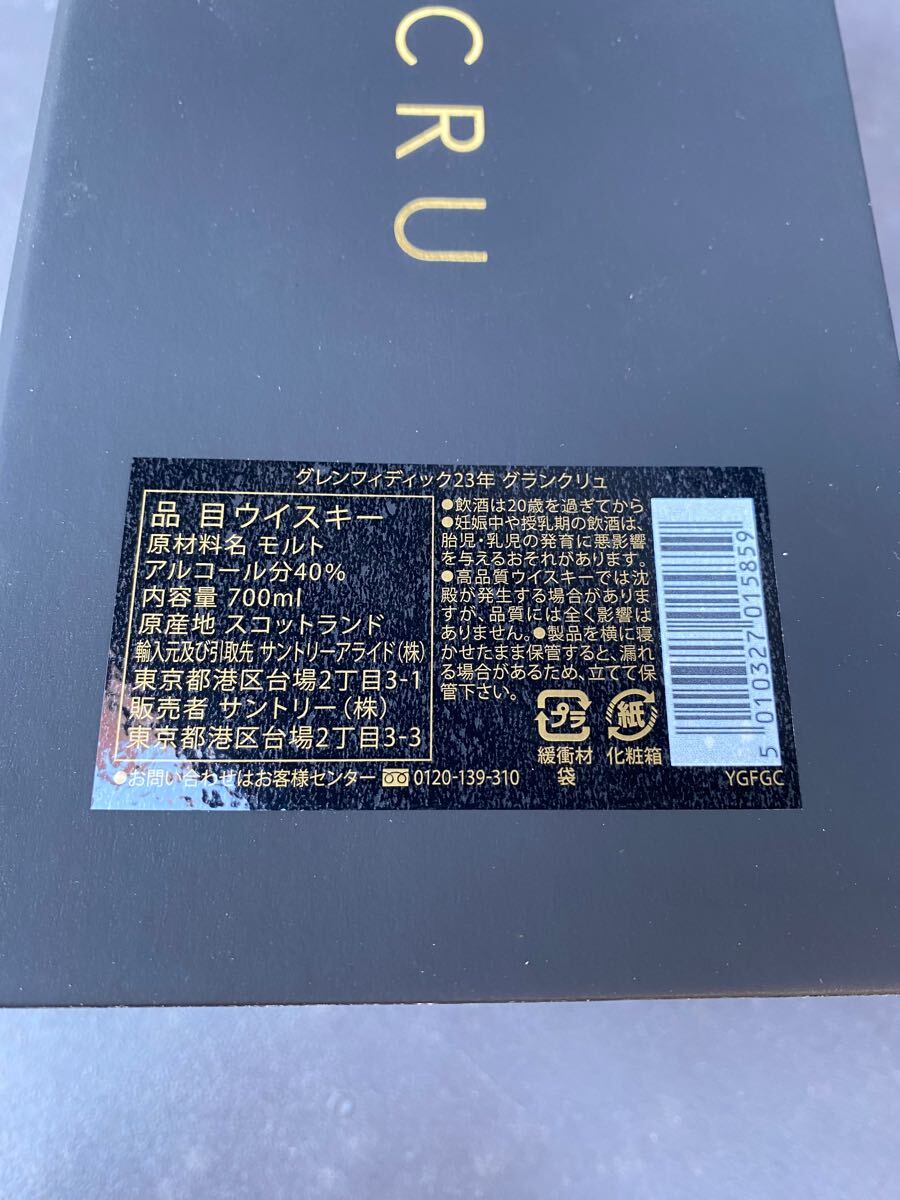 CRU
グレンフィディック23年 グランクリュ
品 目ウイスキー
原材料名 モルト
アルコール分40%
内容量 700ml
原産地 スコットランド
輸入元及び引取先 サントリーアライド(株)
東京都港区台場2丁目3-1
販売者 サントリー(株)
東京都港区台場2丁目3-3
●お問い合わせはお客様センター 0120-139-310
●飲酒は20歳を過ぎてから
●妊娠中や授乳期の飲酒は、
胎児・乳児の発育に悪影響
を与えるおそれがあります。
●高品質ウイスキーでは沈
殿が発生する場合がありま
すが、品質には全く影響は
ありません。●製品を横に寝
かせたまま保管すると、漏れ
る場合があるため、立てて保
管下さい。
プラ
緩衝材
袋
紙
化粧箱
5 010327 015859
YGFGC